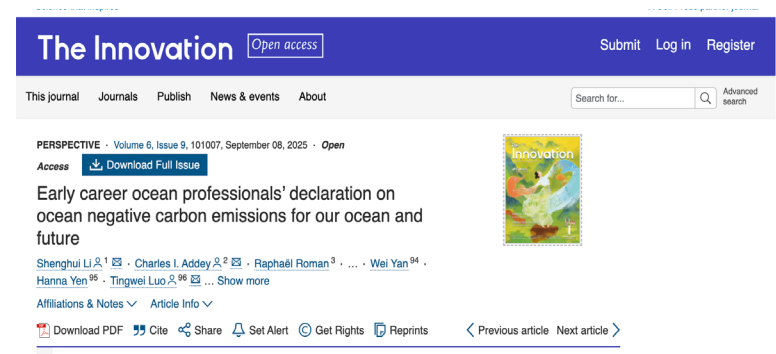 The Innovation Open access
Submit Log in Register
This journal Journals Publish News & events About
Search for...
Advanced
search
PERSPECTIVE · Volume 6, Issue 9, 101007, September 08, 2025 · Open
Access Download Full Issue
Early career ocean professionals' declaration on
ocean negative carbon emissions for our ocean and
future
Shenghui Li 1 · Charles I. Addey 2 · Raphaël Roman 3 · ... · Wei Yan 94 ·
Hanna Yen 95 · Tingwei Luo 96 ... Show more
Affiliations & Notes Article Info
Download PDF Cite Share Set Alert Get Rights Reprints
Previous article Next article
Innovation